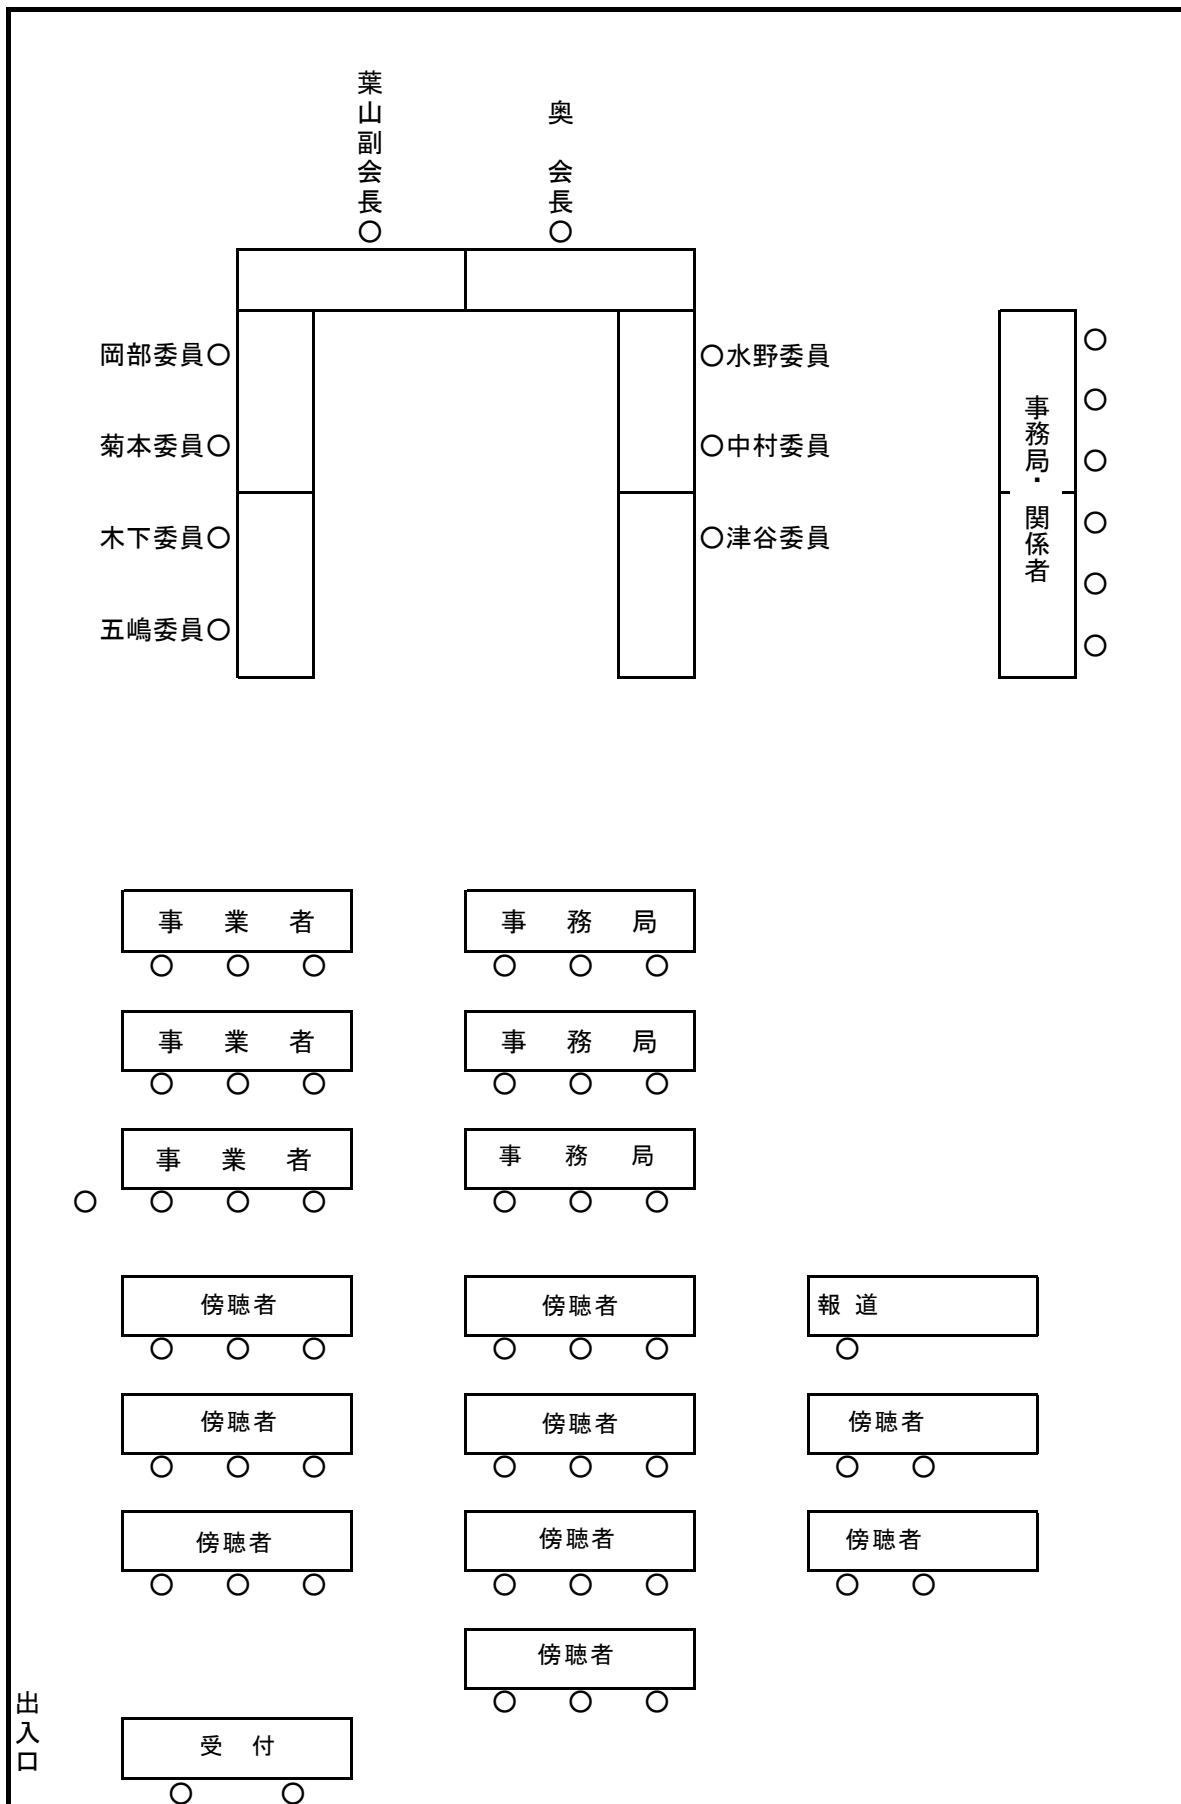 葉山副会長
奥 会長
岡部委員○
○水野委員
菊本委員○
○中村委員
木下委員○
○津谷委員
五嶋委員○
事務局・関係者
事 業 者
事 務 局
事 業 者
事 務 局
事 業 者
事 務 局
傍聴者
傍聴者
報 道
傍聴者
傍聴者
傍聴者
傍聴者
傍聴者
傍聴者
傍聴者
出入口
受 付